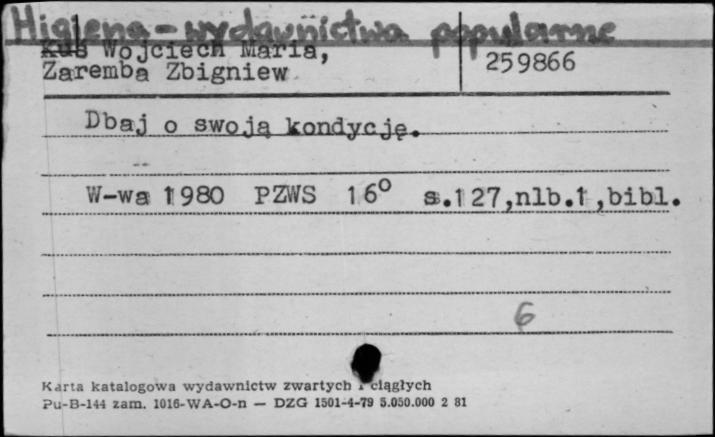 Higiena - wydawnictwa popularne
Kuś Wojciech Maria,
Zaremba Zbigniew
259866
Dbaj o swoją kondycję.
W-wa 1980 PZWS 16° s.127,nlb.1,bibl.
6
Karta katalogowa wydawnictw zwartych i ciągłych
Pu-B-144 zam. 1016-WA-O-n — DZG 1501-4-79 5.050.000 2 81